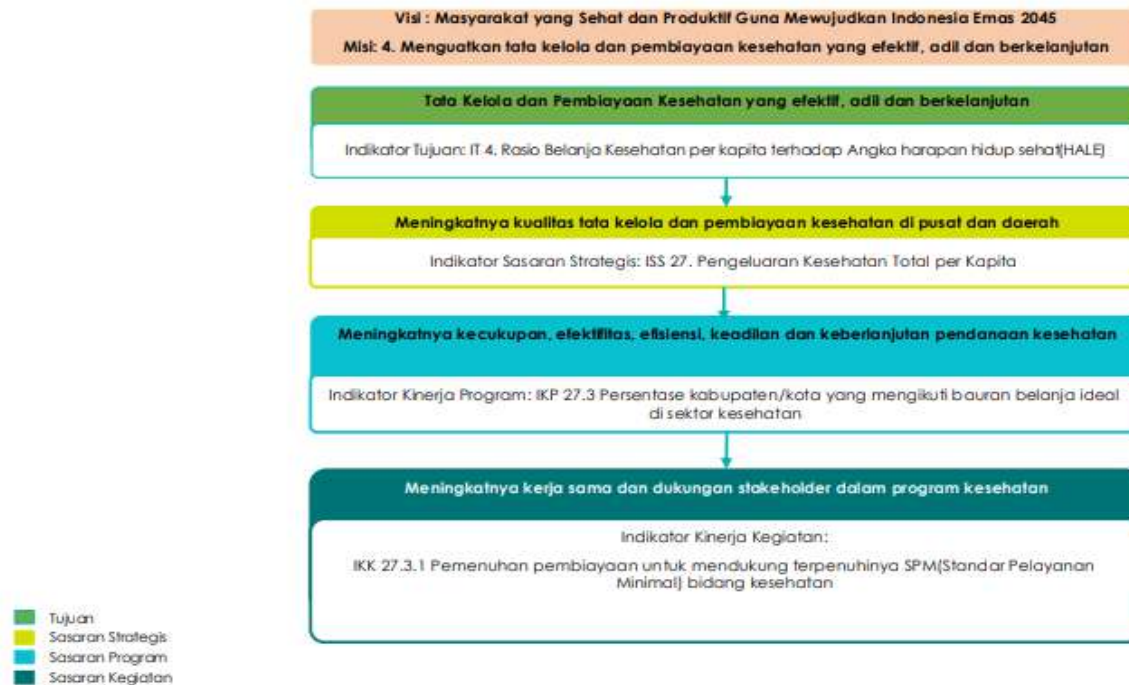 Visi : Masyarakat yang Sehat dan Produktif Guna Mewujudkan Indonesia Emas 2045
Misi: 4. Menguatkan tata kelola dan pembiayaan kesehatan yang efektif, adil dan berkelanjutan
Tata Kelola dan Pembiayaan Kesehatan yang efektif, adil dan berkelanjutan
Indikator Tujuan: IT 4. Rasio Belanja Kesehatan per kapita terhadap Angka harapan hidup sehat(HALE)
Meningkatnya kualitas tata kelola dan pembiayaan kesehatan di pusat dan daerah
Indikator Sasaran Strategis: ISS 27. Pengeluaran Kesehatan Total per Kapita
Meningkatnya kecukupan, efektifitas, efisiensi, keadilan dan keberlanjutan pendanaan kesehatan
Indikator Kinerja Program: IKP 27.3 Persentase kabupaten/kota yang mengikuti bauran belanja ideal
di sektor kesehatan
Meningkatnya kerja sama dan dukungan stakeholder dalam program kesehatan
Indikator Kinerja Kegiatan:
IKK 27.3.1 Pemenuhan pembiayaan untuk mendukung terpenuhinya SPM(Standar Pelayanan
Minimal) bidang kesehatan
Tujuan
Sasaran Strategis
Sasaran Program
Sasaran Kegiatan